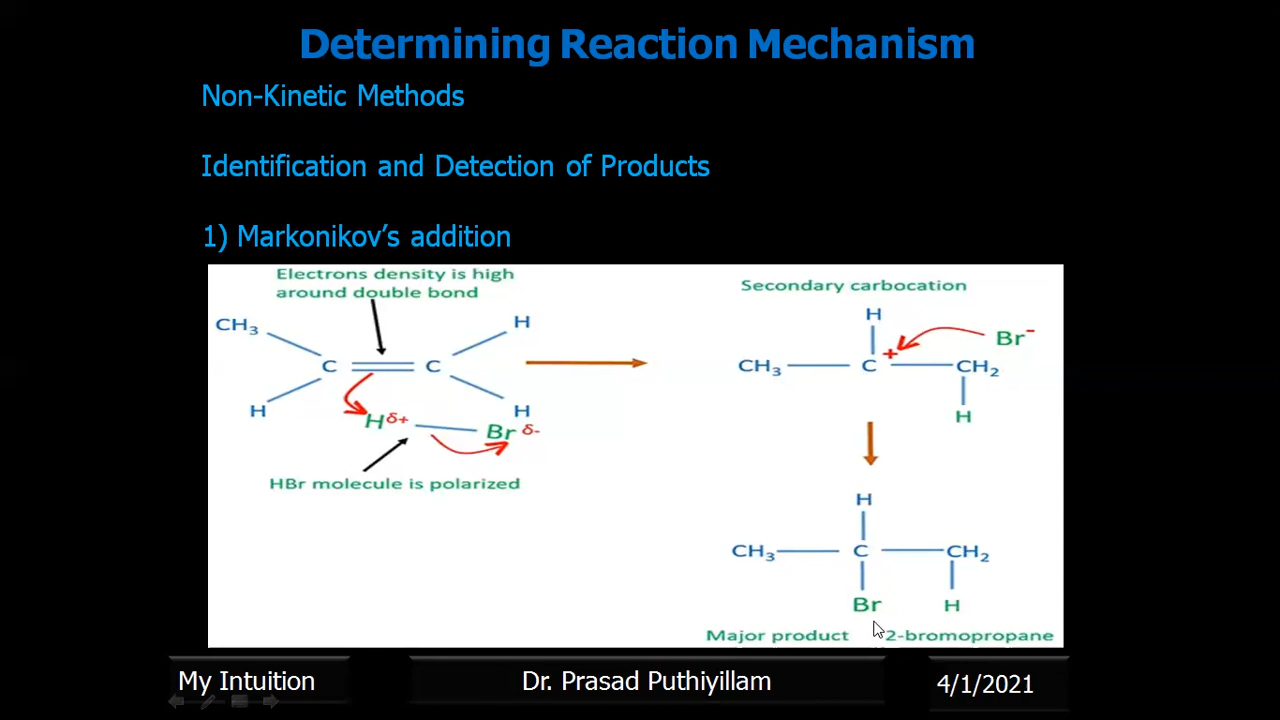 Determining Reaction Mechanism
Non-Kinetic Methods
Identification and Detection of Products
1) Markonikov’s addition
Electrons density is high
around double bond
CH₃
H
C
C
H
H
Hδ+
Br δ-
H
HBr molecule is polarized
Secondary carbocation
H
+
Br⁻
CH₃
C
CH₂
H
H
CH₃
C
CH₂
Br
H
Major product
2-bromopropane
My Intuition
Dr. Prasad Puthiyillam
4/1/2021